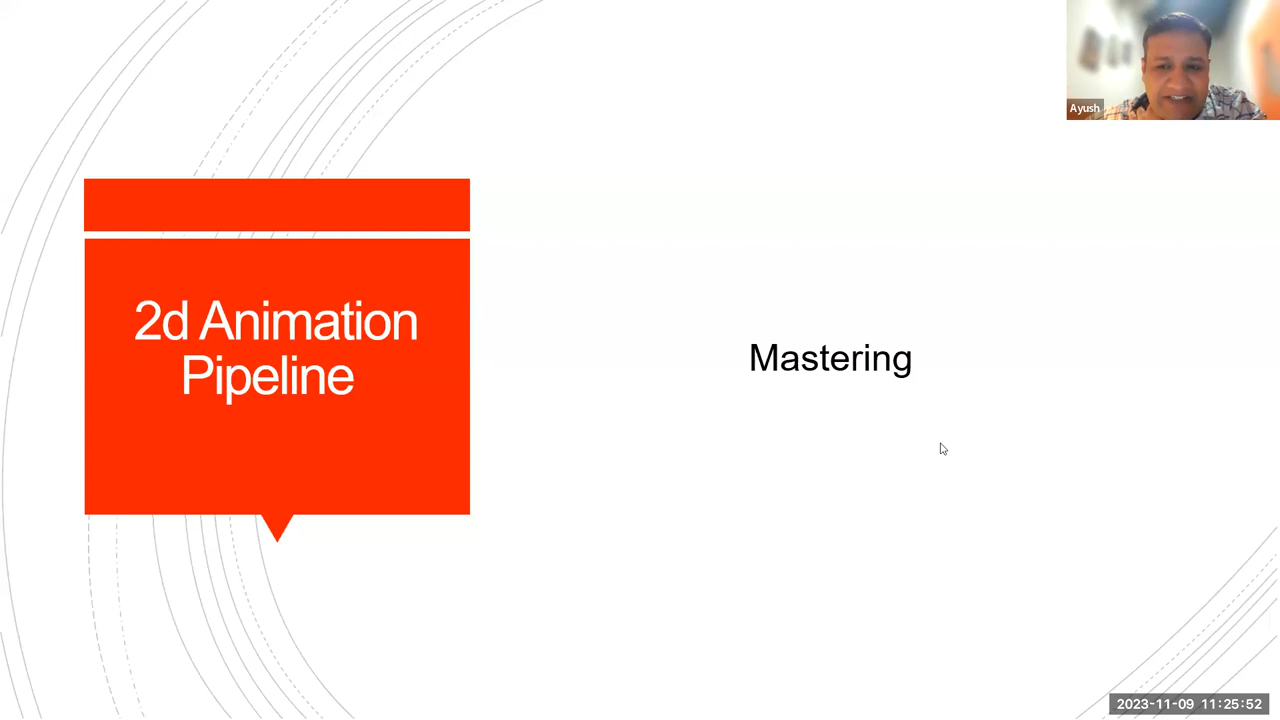 Ayush
2d Animation
Pipeline
Mastering
2023-11-09 11:25:52